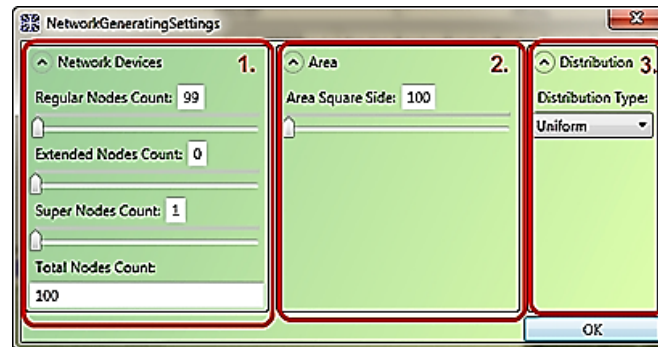 NetworkGeneratingSettings
Network Devices 1.
Regular Nodes Count: 99
Extended Nodes Count: 0
Super Nodes Count: 1
Total Nodes Count:
100
Area 2.
Area Square Side: 100
Distribution 3.
Distribution Type:
Uniform
OK